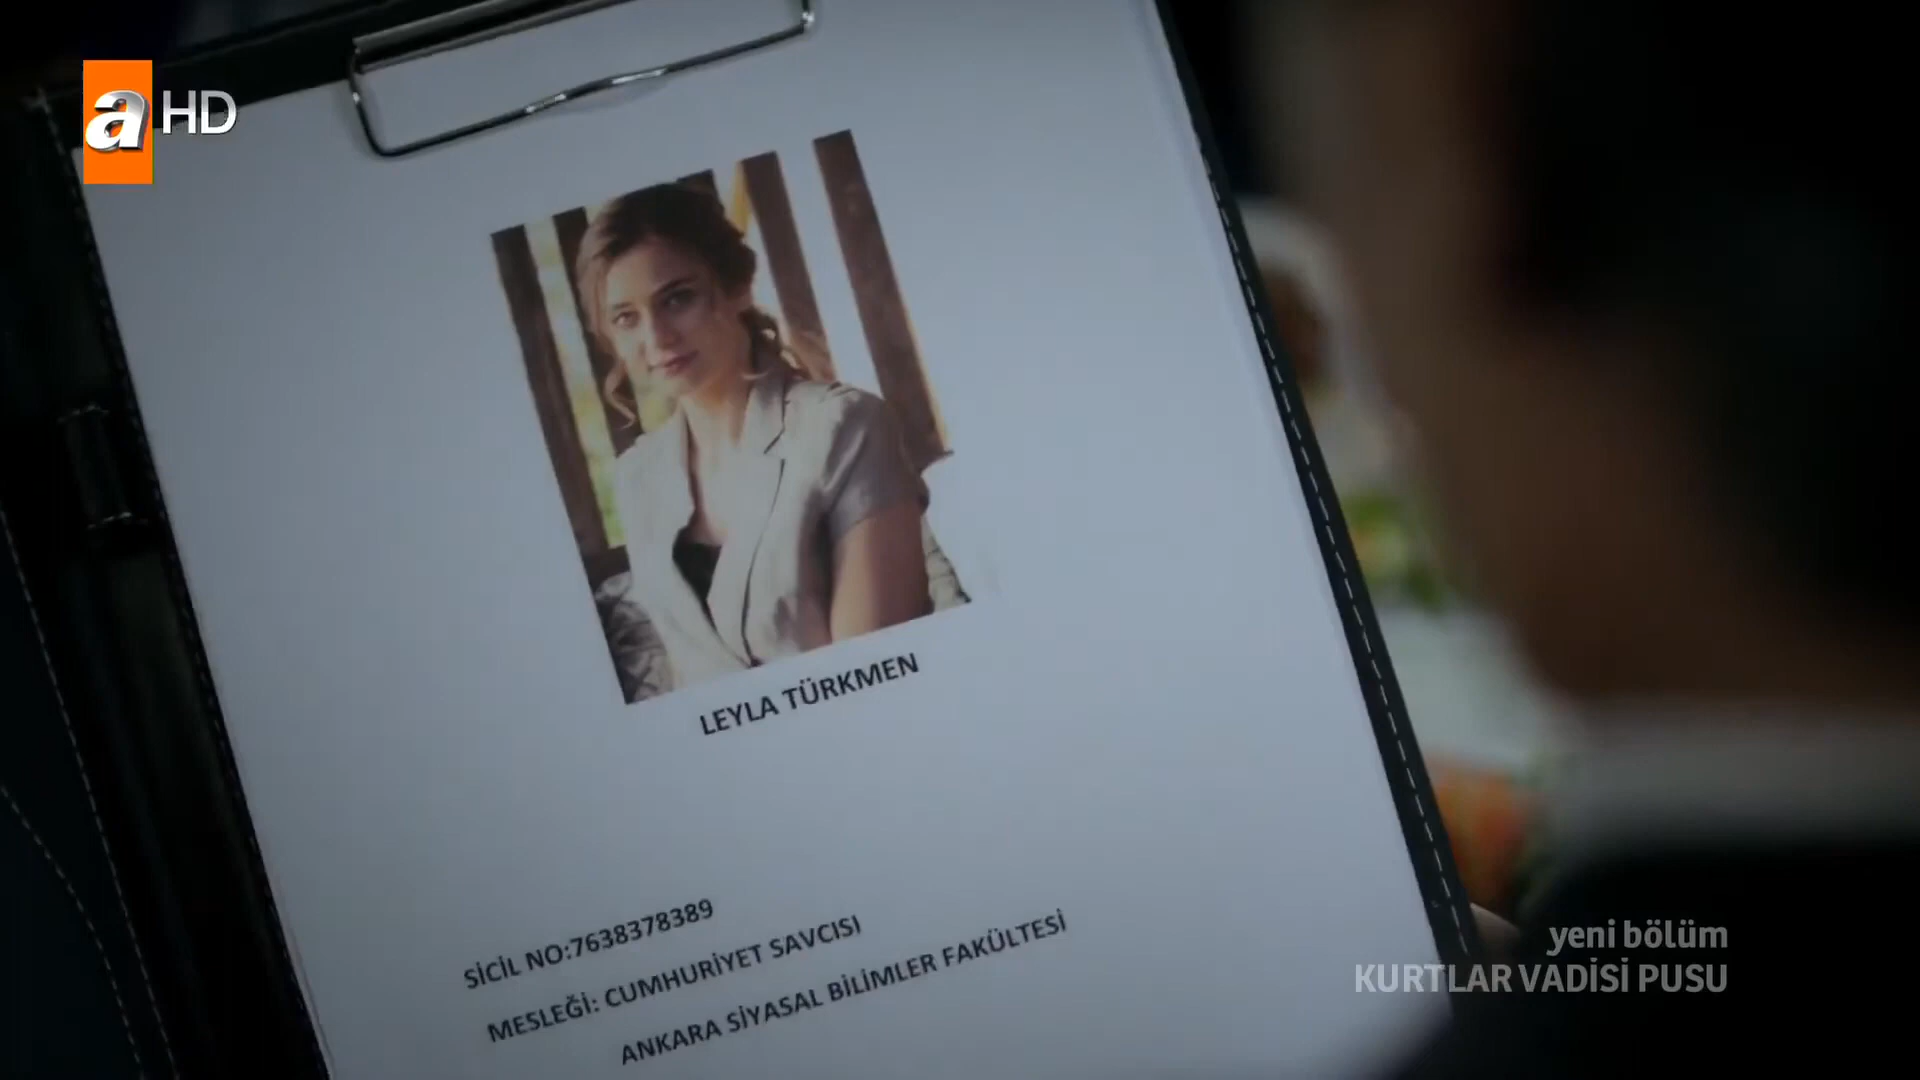 a HD
LEYLA TÜRKMEN
SİCİL NO:7638378389
MESLEĞİ: CUMHURİYET SAVCISI
ANKARA SİYASAL BİLİMLER FAKÜLTESİ
yeni bölüm
KURTLAR VADİSİ PUSU